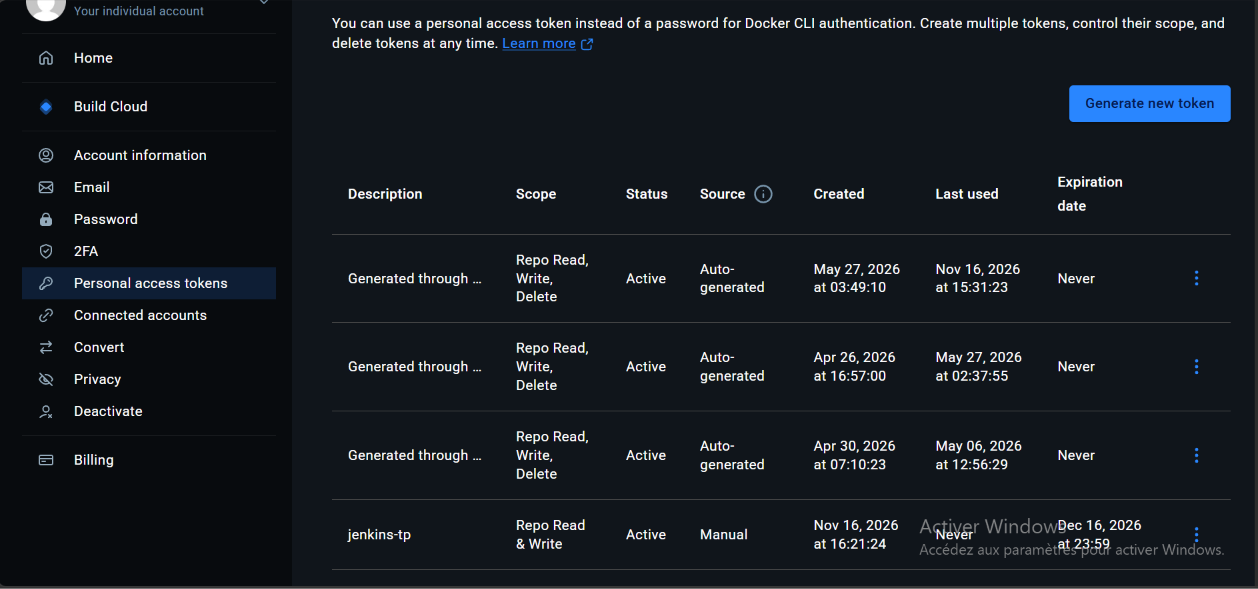 Your individual account
You can use a personal access token instead of a password for Docker CLI authentication. Create multiple tokens, control their scope, and
delete tokens at any time. Learn more
Home
Build Cloud
Account information
Email
Password
2FA
Personal access tokens
Connected accounts
Convert
Privacy
Deactivate
Billing
Generate new token
Description Scope Status Source Created Last used Expiration
date
Generated through ... Repo Read, Write, Delete Active Auto-generated May 27, 2026 at 03:49:10 Nov 16, 2026 at 15:31:23 Never
Generated through ... Repo Read, Write, Delete Active Auto-generated Apr 26, 2026 at 16:57:00 May 27, 2026 at 02:37:55 Never
Generated through ... Repo Read, Write, Delete Active Auto-generated Apr 30, 2026 at 07:10:23 May 06, 2026 at 12:56:29 Never
jenkins-tp Repo Read & Write Active Manual Nov 16, 2026 at 16:21:24 Never Dec 16, 2026 at 23:59
Activer Windows
Accédez aux paramètres pour activer Windows.